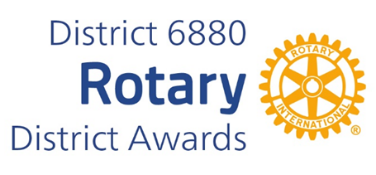 District 6880
Rotary
District Awards
ROTARY
INTERNATIONAL
®